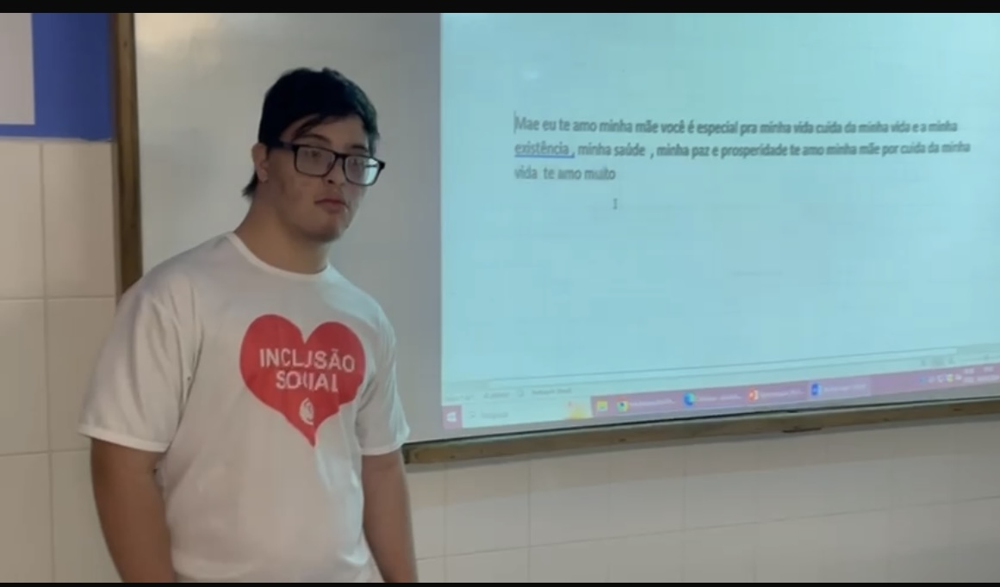 Mae eu te amo minha mãe você é especial pra minha vida cuida da minha vida e a minha
existência , minha saúde , minha paz e prosperidade te amo minha mãe por cuida da minha
vida te amo muito
INCLUSÃO
SOCIAL